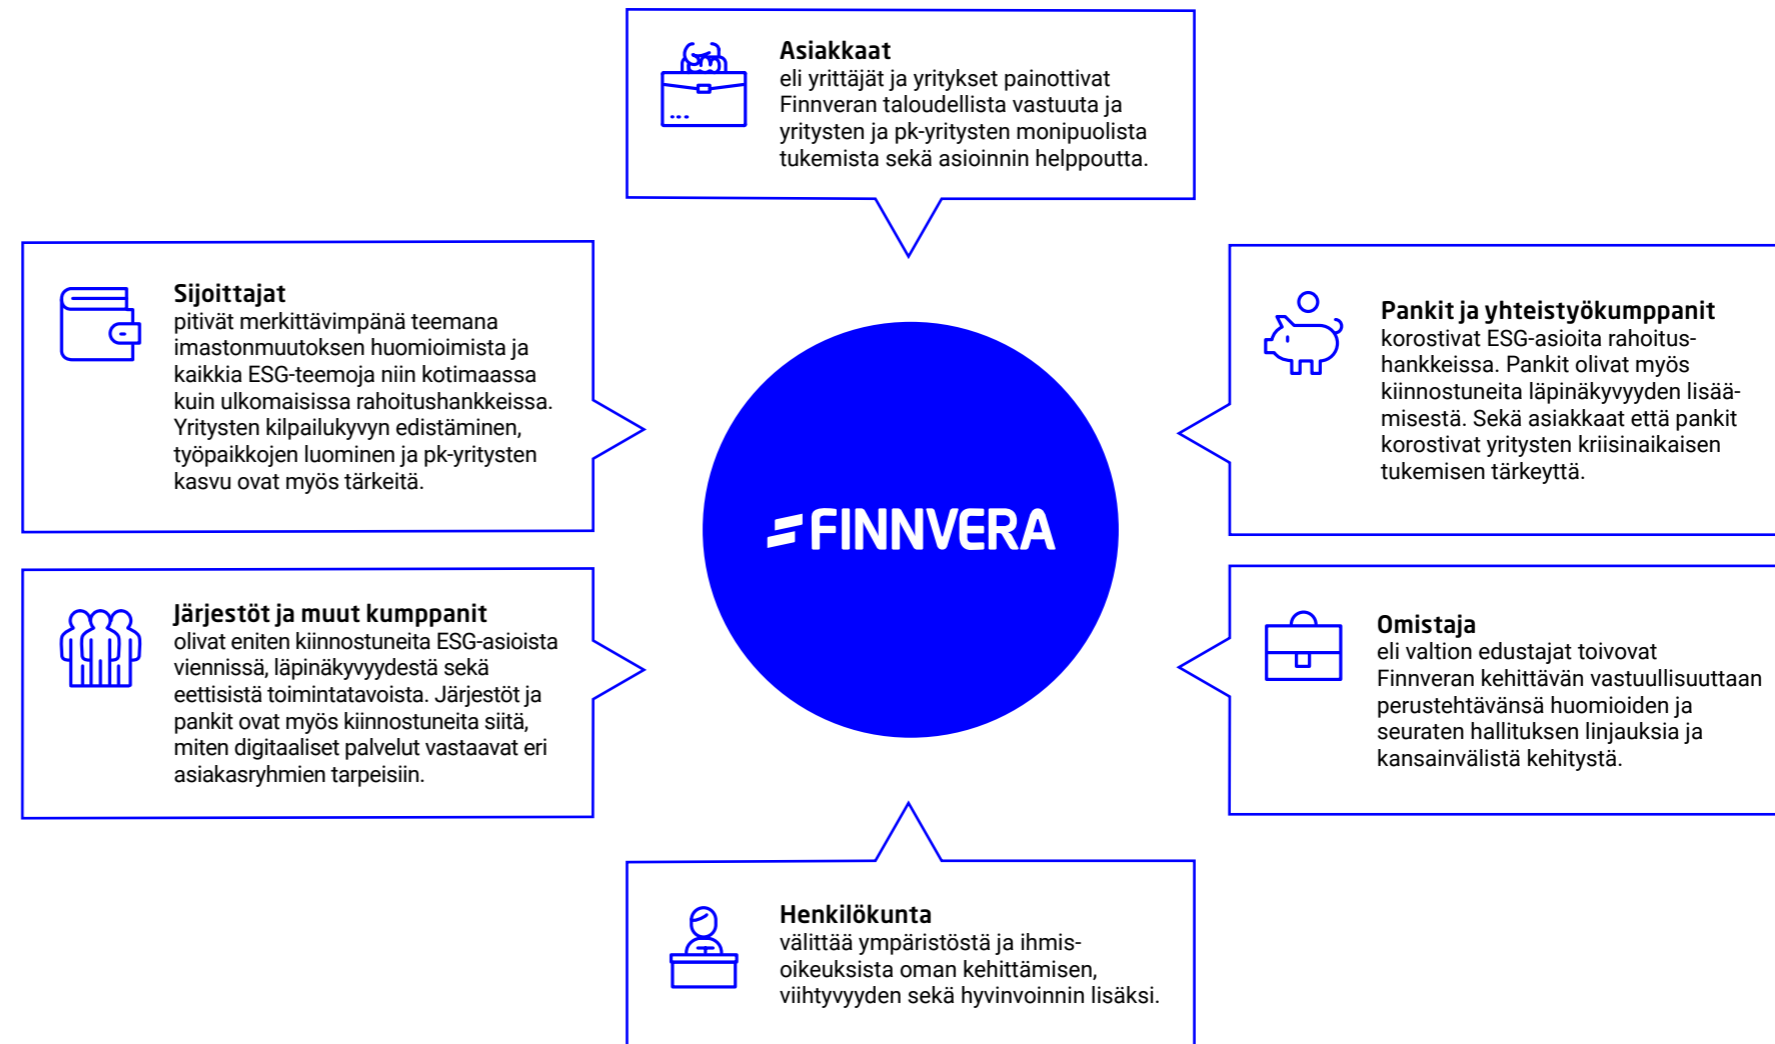 Asiakkaat
eli yrittäjät ja yritykset painottivat
Finnveran taloudellista vastuuta ja
yritysten ja pk-yritysten monipuolista
tukemista sekä asioinnin helppoutta.
Sijoittajat
pitivät merkittävimpänä teemana
imastonmuutoksen huomioimista ja
kaikkia ESG-teemoja niin kotimaassa
kuin ulkomaisissa rahoitushankkeissa.
Yritysten kilpailukyvyn edistäminen,
työpaikkojen luominen ja pk-yritysten
kasvu ovat myös tärkeitä.
Pankit ja yhteistyökumppanit
korostivat ESG-asioita rahoitus-
hankkeissa. Pankit olivat myös
kiinnostuneita läpinäkyvyyden lisää-
misestä. Sekä asiakkaat että pankit
korostivat yritysten kriisinaikaisen
tukemisen tärkeyttä.
FINNVERA
Järjestöt ja muut kumppanit
olivat eniten kiinnostuneita ESG-asioista
viennissä, läpinäkyvyydestä sekä
eettisistä toimintatavoista. Järjestöt ja
pankit ovat myös kiinnostuneita siitä,
miten digitaaliset palvelut vastaavat eri
asiakasryhmien tarpeisiin.
Omistaja
eli valtion edustajat toivovat
Finnveran kehittävän vastuullisuuttaan
perustehtävänsä huomioiden ja
seuraten hallituksen linjauksia ja
kansainvälistä kehitystä.
Henkilökunta
välittää ympäristöstä ja ihmis-
oikeuksista oman kehittämisen,
viihtyvyyden sekä hyvinvoinnin lisäksi.